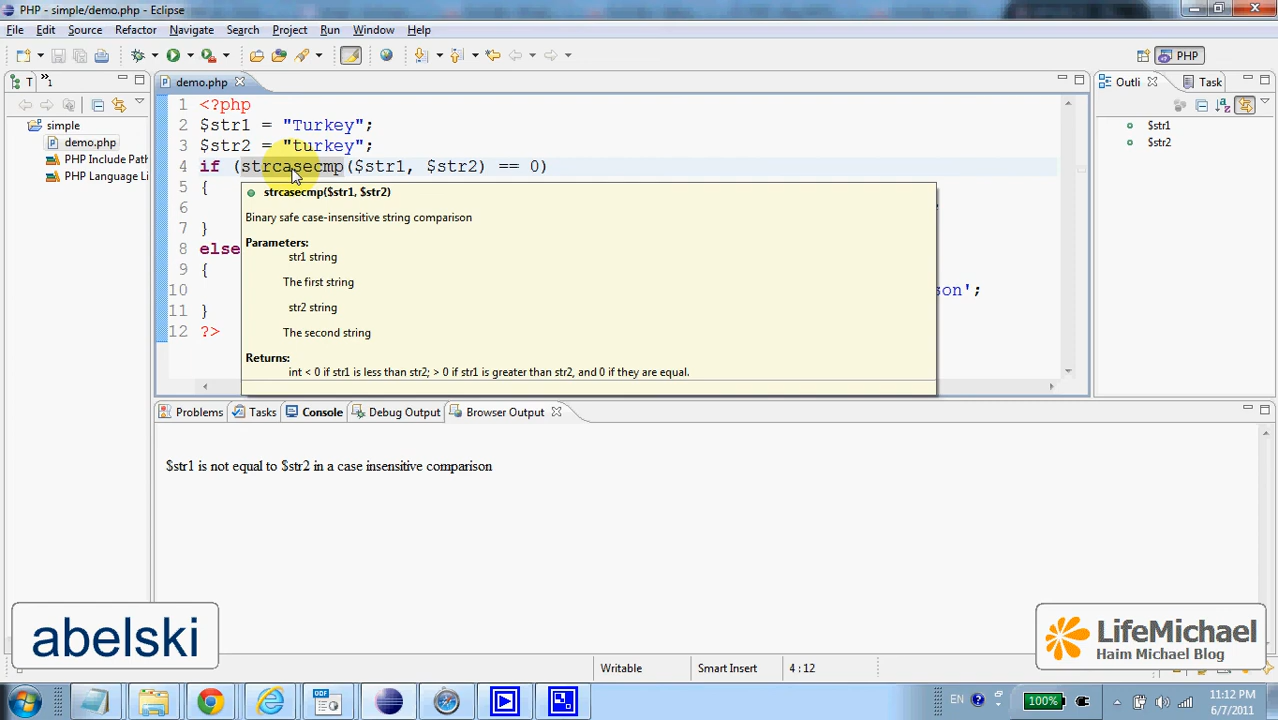 PHP - simple/demo.php - Eclipse
File Edit Source Refactor Navigate Search Project Run Window Help
PHP
T
1
demo.php
Outli
Task
simple
demo.php
PHP Include Path
PHP Language Li
1 <?php
2 $str1 = "Turkey";
3 $str2 = "turkey";
4 if (strcasecmp($str1, $str2) == 0)
5 {
6
7 }
8 else
9 {
10 son';
11 }
12 ?>
strcasecmp($str1, $str2)
Binary safe case-insensitive string comparison
Parameters:
str1 string
The first string
str2 string
The second string
Returns:
int < 0 if str1 is less than str2; > 0 if str1 is greater than str2, and 0 if they are equal.
$str1
$str2
Problems Tasks Console Debug Output Browser Output
$str1 is not equal to $str2 in a case insensitive comparison
abelski
LifeMichael
Haim Michael Blog
Writable Smart Insert 4 : 12
ODF
EN
100%
11:12 PM
6/7/2011